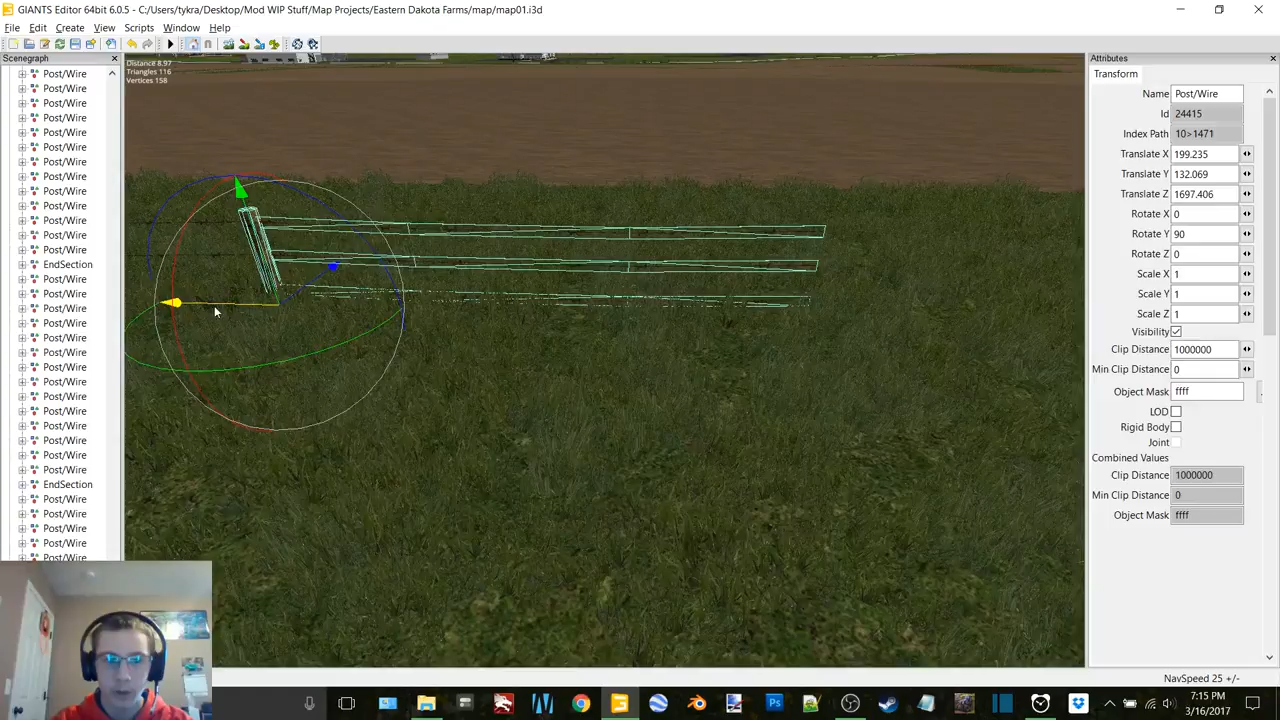 GIANTS Editor 64bit 6.0.5 - C:/Users/tykra/Desktop/Mod WIP Stuff/Map Projects/Eastern Dakota Farms/map/map01.i3d
File Edit Create View Scripts Window Help
Scenegraph
Post/Wire
Post/Wire
Post/Wire
Post/Wire
Post/Wire
Post/Wire
Post/Wire
Post/Wire
Post/Wire
Post/Wire
Post/Wire
Post/Wire
Post/Wire
EndSection
Post/Wire
Post/Wire
Post/Wire
Post/Wire
Post/Wire
Post/Wire
Post/Wire
Post/Wire
Post/Wire
Post/Wire
Post/Wire
Post/Wire
Post/Wire
Post/Wire
EndSection
Post/Wire
Post/Wire
Post/Wire
Post/Wire
Post/Wire
Distance 8.97
Triangles 116
Vertices 158
Attributes
Transform
Name Post/Wire
Id 24415
Index Path 10>1471
Translate X 199.235
Translate Y 132.069
Translate Z 1697.406
Rotate X 0
Rotate Y 90
Rotate Z 0
Scale X 1
Scale Y 1
Scale Z 1
Visibility
Clip Distance 1000000
Min Clip Distance 0
Object Mask ffff
LOD
Rigid Body
Joint
Combined Values
Clip Distance 1000000
Min Clip Distance 0
Object Mask ffff
NavSpeed 25 +/-
7:15 PM
3/16/2017